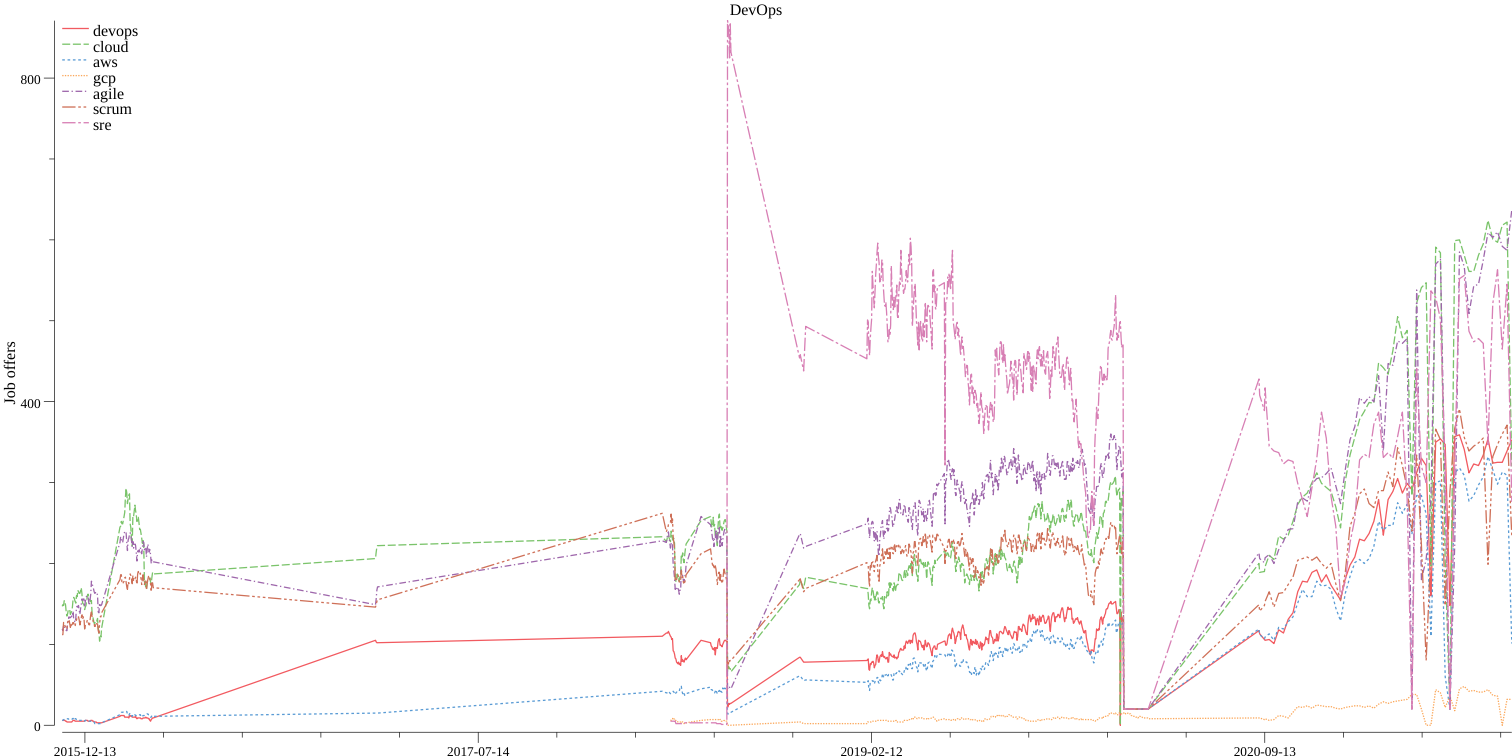 DevOps
devops
cloud
aws
gcp
agile
scrum
sre
800
400
0
Job offers
2015-12-13
2017-07-14
2019-02-12
2020-09-13